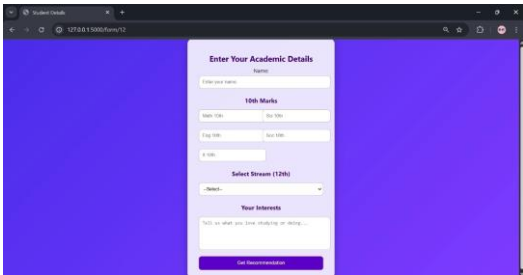 Student Details
127.0.0.1:5000/form/12
Enter Your Academic Details
Name:
Enter your name
10th Marks
Math 10th Sci 10th
Eng 10th Soc 10th
Select Stream (12th)
--Select--
Your Interests
Tell us what you love studying or doing...
Get Recommendation